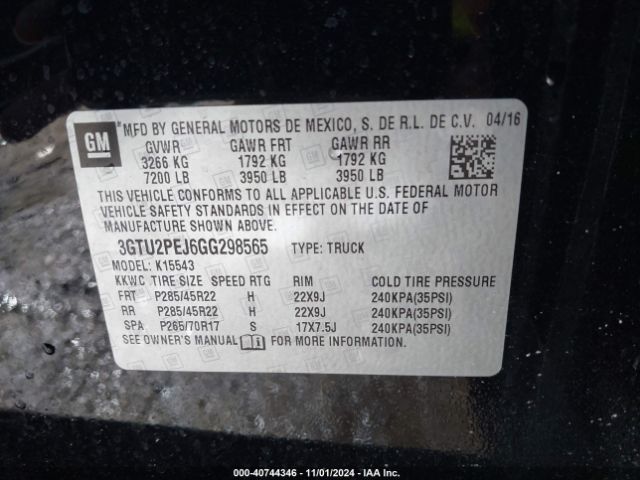 GM
*MFD BY GENERAL MOTORS DE MEXICO, S. DE R.L. DE C.V. 04/16
GVWR GAWR FRT GAWR RR
3266 KG 1792 KG 1792 KG
7200 LB 3950 LB 3950 LB
THIS VEHICLE CONFORMS TO ALL APPLICABLE U.S. FEDERAL MOTOR
VEHICLE SAFETY STANDARDS IN EFFECT ON THE DATE OF
MANUFACTURE SHOWN ABOVE.
3GTU2PEJ6GG298565 TYPE: TRUCK
MODEL: K15543
KKWC TIRE SIZE SPEED RTG RIM COLD TIRE PRESSURE
FRT P285/45R22 H 22X9J 240KPA(35PSI)
RR P285/45R22 H 22X9J 240KPA(35PSI)
SPA P265/70R17 S 17X7.5J 240KPA(35PSI)
SEE OWNER'S MANUAL FOR MORE INFORMATION.
000-40744346 - 11/01/2024 - IAAI.com